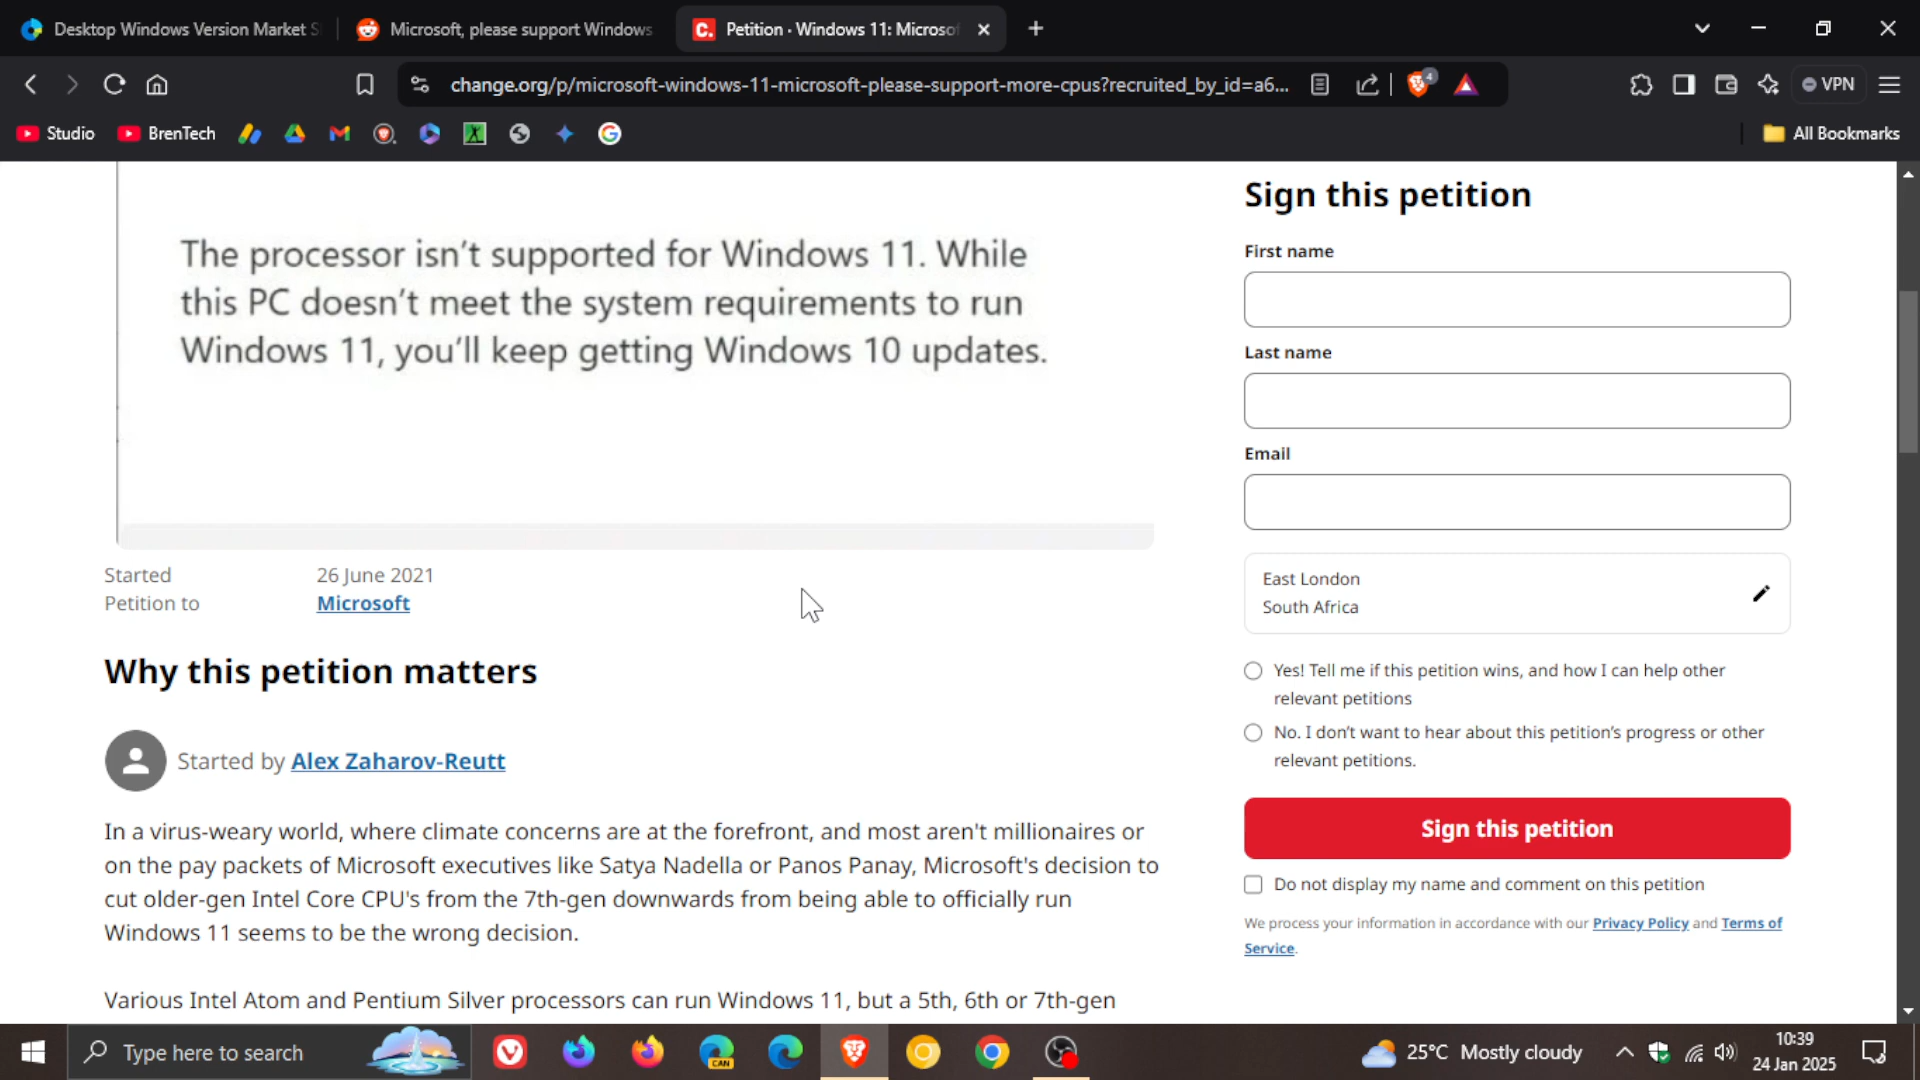 Desktop Windows Version Market S
Microsoft, please support Windows
Petition · Windows 11: Microsof
change.org/p/microsoft-windows-11-microsoft-please-support-more-cpus?recruited_by_id=a6...
4
VPN
Studio
BrenTech
All Bookmarks
The processor isn't supported for Windows 11. While
this PC doesn't meet the system requirements to run
Windows 11, you'll keep getting Windows 10 updates.
Started 26 June 2021
Petition to Microsoft
Why this petition matters
Started by Alex Zaharov-Reutt
In a virus-weary world, where climate concerns are at the forefront, and most aren't millionaires or
on the pay packets of Microsoft executives like Satya Nadella or Panos Panay, Microsoft's decision to
cut older-gen Intel Core CPU's from the 7th-gen downwards from being able to officially run
Windows 11 seems to be the wrong decision.
Various Intel Atom and Pentium Silver processors can run Windows 11, but a 5th, 6th or 7th-gen
Sign this petition
First name
Last name
Email
East London
South Africa
Yes! Tell me if this petition wins, and how I can help other
relevant petitions
No. I don't want to hear about this petition's progress or other
relevant petitions.
Sign this petition
Do not display my name and comment on this petition
We process your information in accordance with our Privacy Policy and Terms of
Service.
Type here to search
CAN
25°C Mostly cloudy
10:39
24 Jan 2025